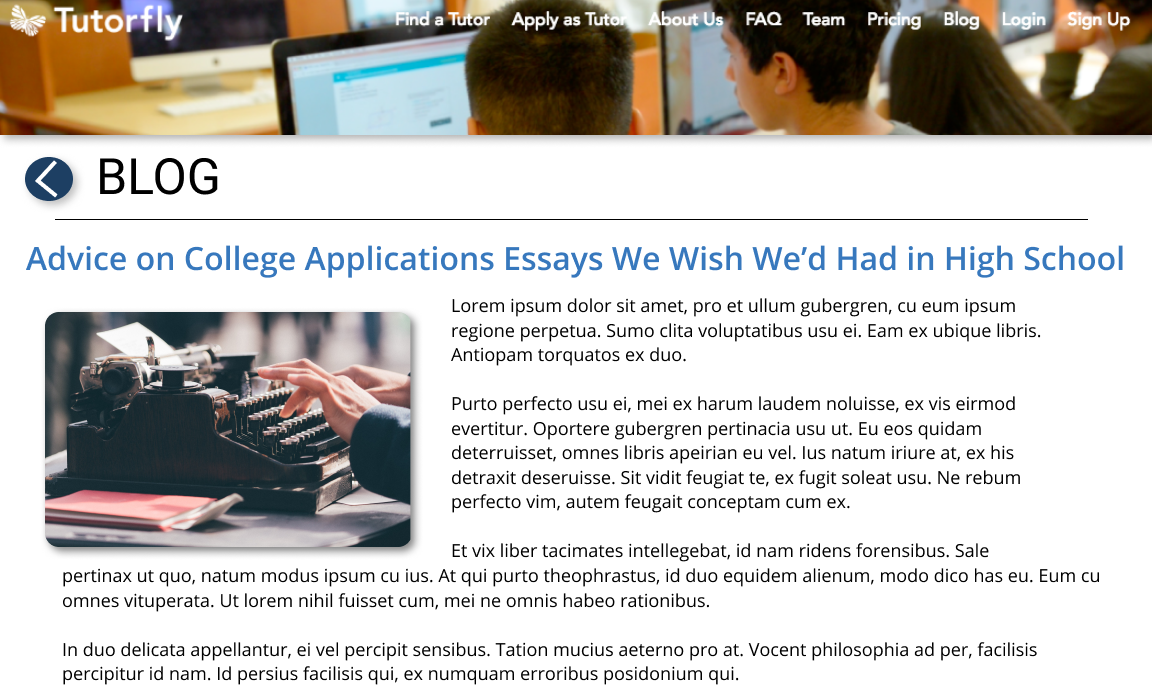 Tutorfly
Find a Tutor Apply as Tutor About Us FAQ Team Pricing Blog Login Sign Up
BLOG
Advice on College Applications Essays We Wish We’d Had in High School
Lorem ipsum dolor sit amet, pro et ullum gubergren, cu eum ipsum
regione perpetua. Sumo clita voluptatibus usu ei. Eam ex ubique libris.
Antiopam torquatos ex duo.
Purto perfecto usu ei, mei ex harum laudem noluisse, ex vis eirmod
evertitur. Oportere gubergren pertinacia usu ut. Eu eos quidam
deterruisset, omnes libris apeirian eu vel. Ius natum iriure at, ex his
detraxit deseruisse. Sit vidit feugiat te, ex fugit soleat usu. Ne rebum
perfecto vim, autem feugait conceptam cum ex.
Et vix liber tacimates intellegebat, id nam ridens forensibus. Sale
pertinax ut quo, natum modus ipsum cu ius. At qui purto theophrastus, id duo equidem alienum, modo dico has eu. Eum cu
omnes vituperata. Ut lorem nihil fuisset cum, mei ne omnis habeo rationibus.
In duo delicata appellantur, ei vel percipit sensibus. Tation mucius aeterno pro at. Vocent philosophia ad per, facilisis
percipitur id nam. Id persius facilisis qui, ex numquam erroribus posidonium qui.